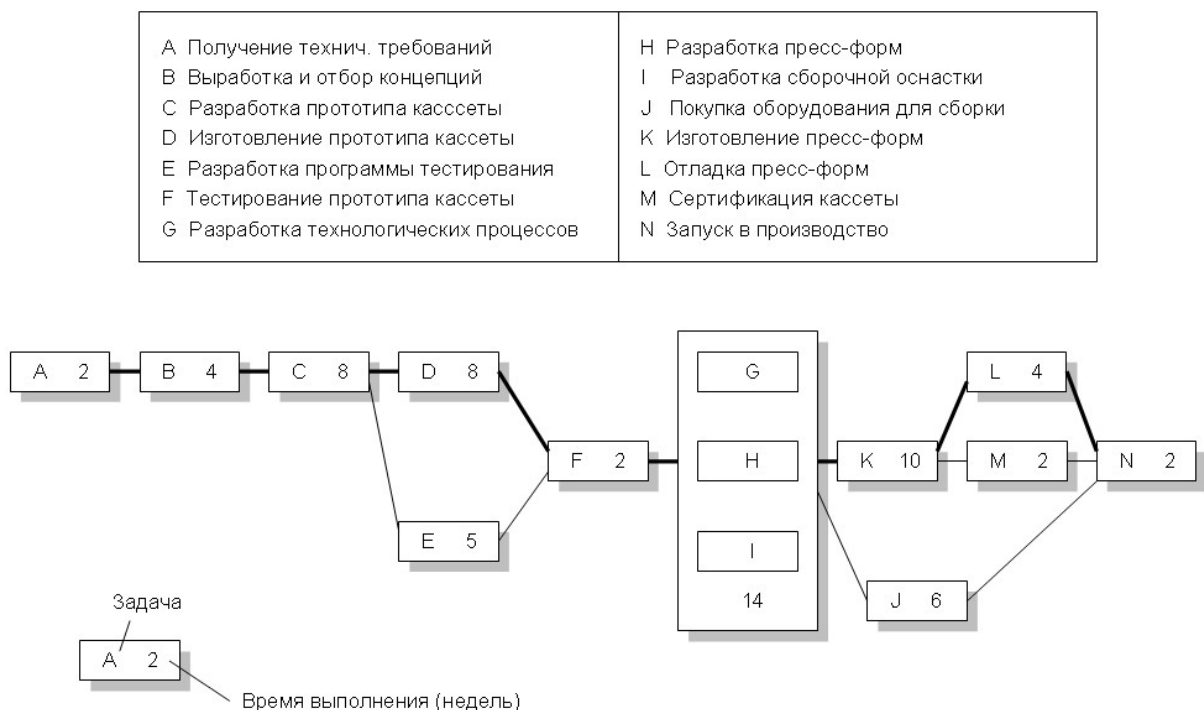 A Получение технич. требований
B Выработка и отбор концепций
C Разработка прототипа касссеты
D Изготовление прототипа кассеты
E Разработка программы тестирования
F Тестирование прототипа кассеты
G Разработка технологических процессов
H Разработка пресс-форм
I Разработка сборочной оснастки
J Покупка оборудования для сборки
K Изготовление пресс-форм
L Отладка пресс-форм
M Сертификация кассеты
N Запуск в производство
A 2
B 4
C 8
D 8
E 5
F 2
G
H
I
14
K 10
L 4
M 2
N 2
J 6
Задача
A 2
Время выполнения (недель)